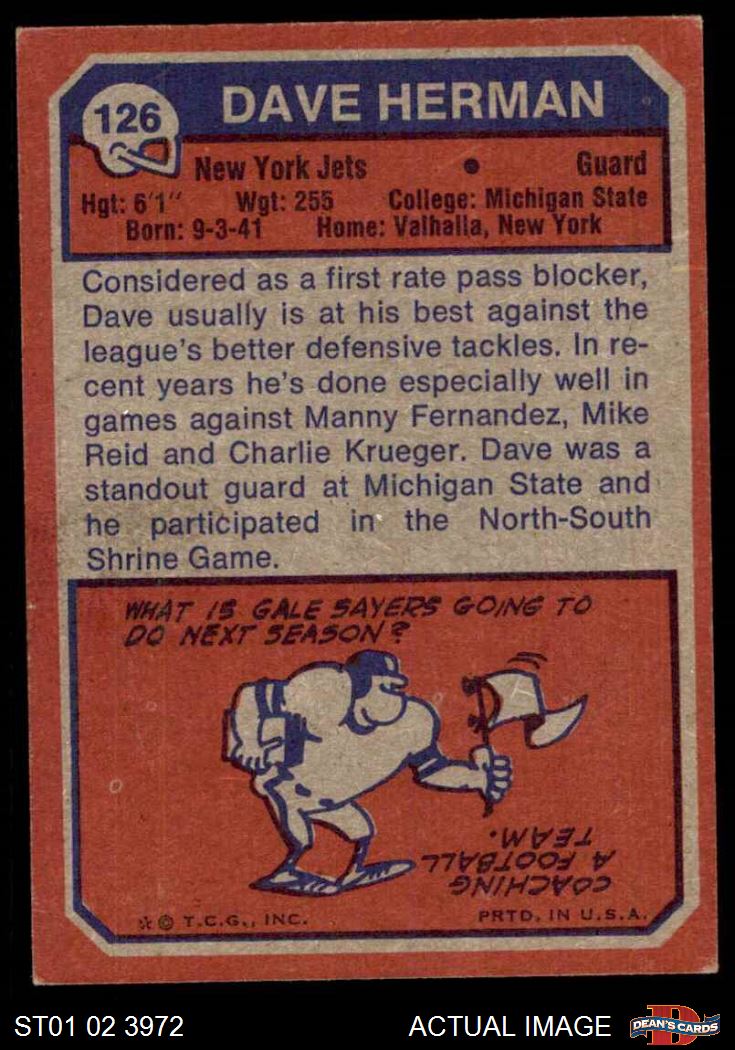 126
DAVE HERMAN
New York Jets • Guard
Hgt: 6'1" Wgt: 255 College: Michigan State
Born: 9-3-41 Home: Valhalla, New York
Considered as a first rate pass blocker,
Dave usually is at his best against the
league's better defensive tackles. In re-
cent years he's done especially well in
games against Manny Fernandez, Mike
Reid and Charlie Krueger. Dave was a
standout guard at Michigan State and
he participated in the North-South
Shrine Game.
WHAT IS GALE SAYERS GOING TO
DO NEXT SEASON?
COACHING
A FOOTBALL
TEAM.
☆ © T.C.G., INC. PRTD. IN U.S.A.
ST01 02 3972 ACTUAL IMAGE DEAN'S CARDS